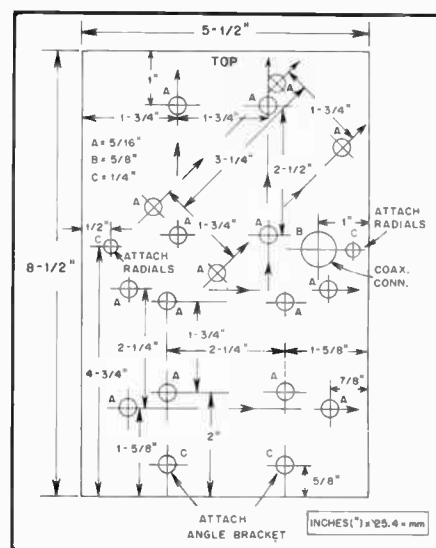 5-1/2"
TOP
1"
A
A
A
1-3/4"
1-3/4"
1-3/4"
A = 5/16"
B = 5/8"
C = 1/4"
3-1/4"
2-1/2"
A
A
1/2"
1-3/4"
A
A
B
1"
ATTACH
RADIALS
C
C
ATTACH
RADIALS
A
COAX.
CONN.
8-1/2"
A
A
A
A
1-3/4"
2-1/4"
2-1/4"
1-5/8"
4-3/4"
7/8"
A
A
A
A
1-5/8"
2"
C
C
5/8"
ATTACH
ANGLE BRACKET
INCHES(") x 25.4 = mm